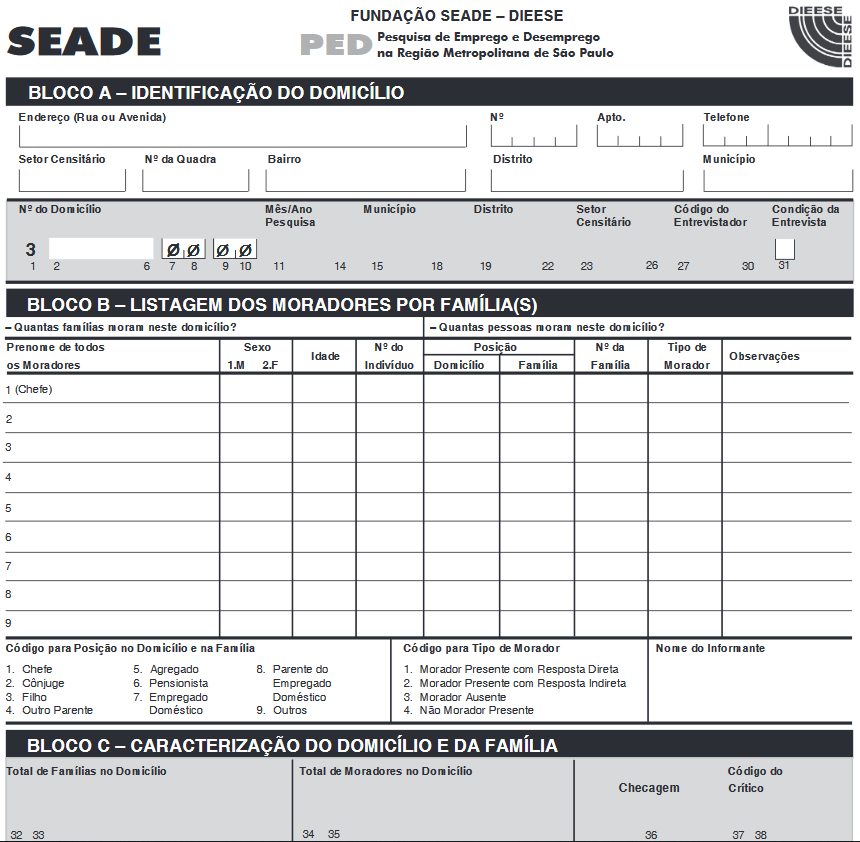 SEADE
FUNDAÇÃO SEADE – DIEESE
PED Pesquisa de Emprego e Desemprego
na Região Metropolitana de São Paulo
DIEESE
DIEESE
BLOCO A – IDENTIFICAÇÃO DO DOMICÍLIO
Endereço (Rua ou Avenida) Nº Apto. Telefone
Setor Censitário Nº da Quadra Bairro Distrito Município
Nº do Domicílio Mês/Ano Município Distrito Setor Código do Condição da
Pesquisa Censitário Entrevistador Entrevista
3 Ø Ø Ø Ø
1 2 6 7 8 9 10 11 14 15 18 19 22 23 26 27 30 31
BLOCO B – LISTAGEM DOS MORADORES POR FAMÍLIA(S)
– Quantas famílias moram neste domicílio? – Quantas pessoas moram neste domicílio?
Prenome de todos Sexo Idade Nº do Posição Nº da Tipo de Observações
os Moradores 1.M 2.F Indivíduo Domicílio Família Família Morador
1 (Chefe)
2
3
4
5
6
7
8
9
Código para Posição no Domicílio e na Família Código para Tipo de Morador Nome do Informante
1. Chefe 5. Agregado 8. Parente do 1. Morador Presente com Resposta Direta
2. Cônjuge 6. Pensionista Empregado 2. Morador Presente com Resposta Indireta
3. Filho 7. Empregado Doméstico 3. Morador Ausente
4. Outro Parente Doméstico 9. Outros 4. Não Morador Presente
BLOCO C – CARACTERIZAÇÃO DO DOMICÍLIO E DA FAMÍLIA
Total de Famílias no Domicílio Total de Moradores no Domicílio Checagem Código do
Crítico
32 33 34 35 36 37 38